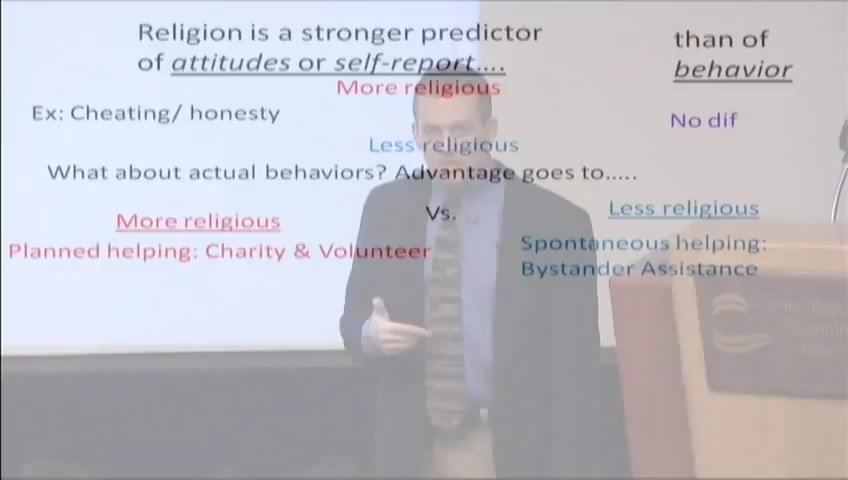 Religion is a stronger predictor
of attitudes or self-report....
than of
behavior
More religious
Ex: Cheating/ honesty
No dif
Less religious
What about actual behaviors? Advantage goes to.....
More religious
Vs.
Less religious
Planned helping: Charity & Volunteer
Spontaneous helping:
Bystander Assistance